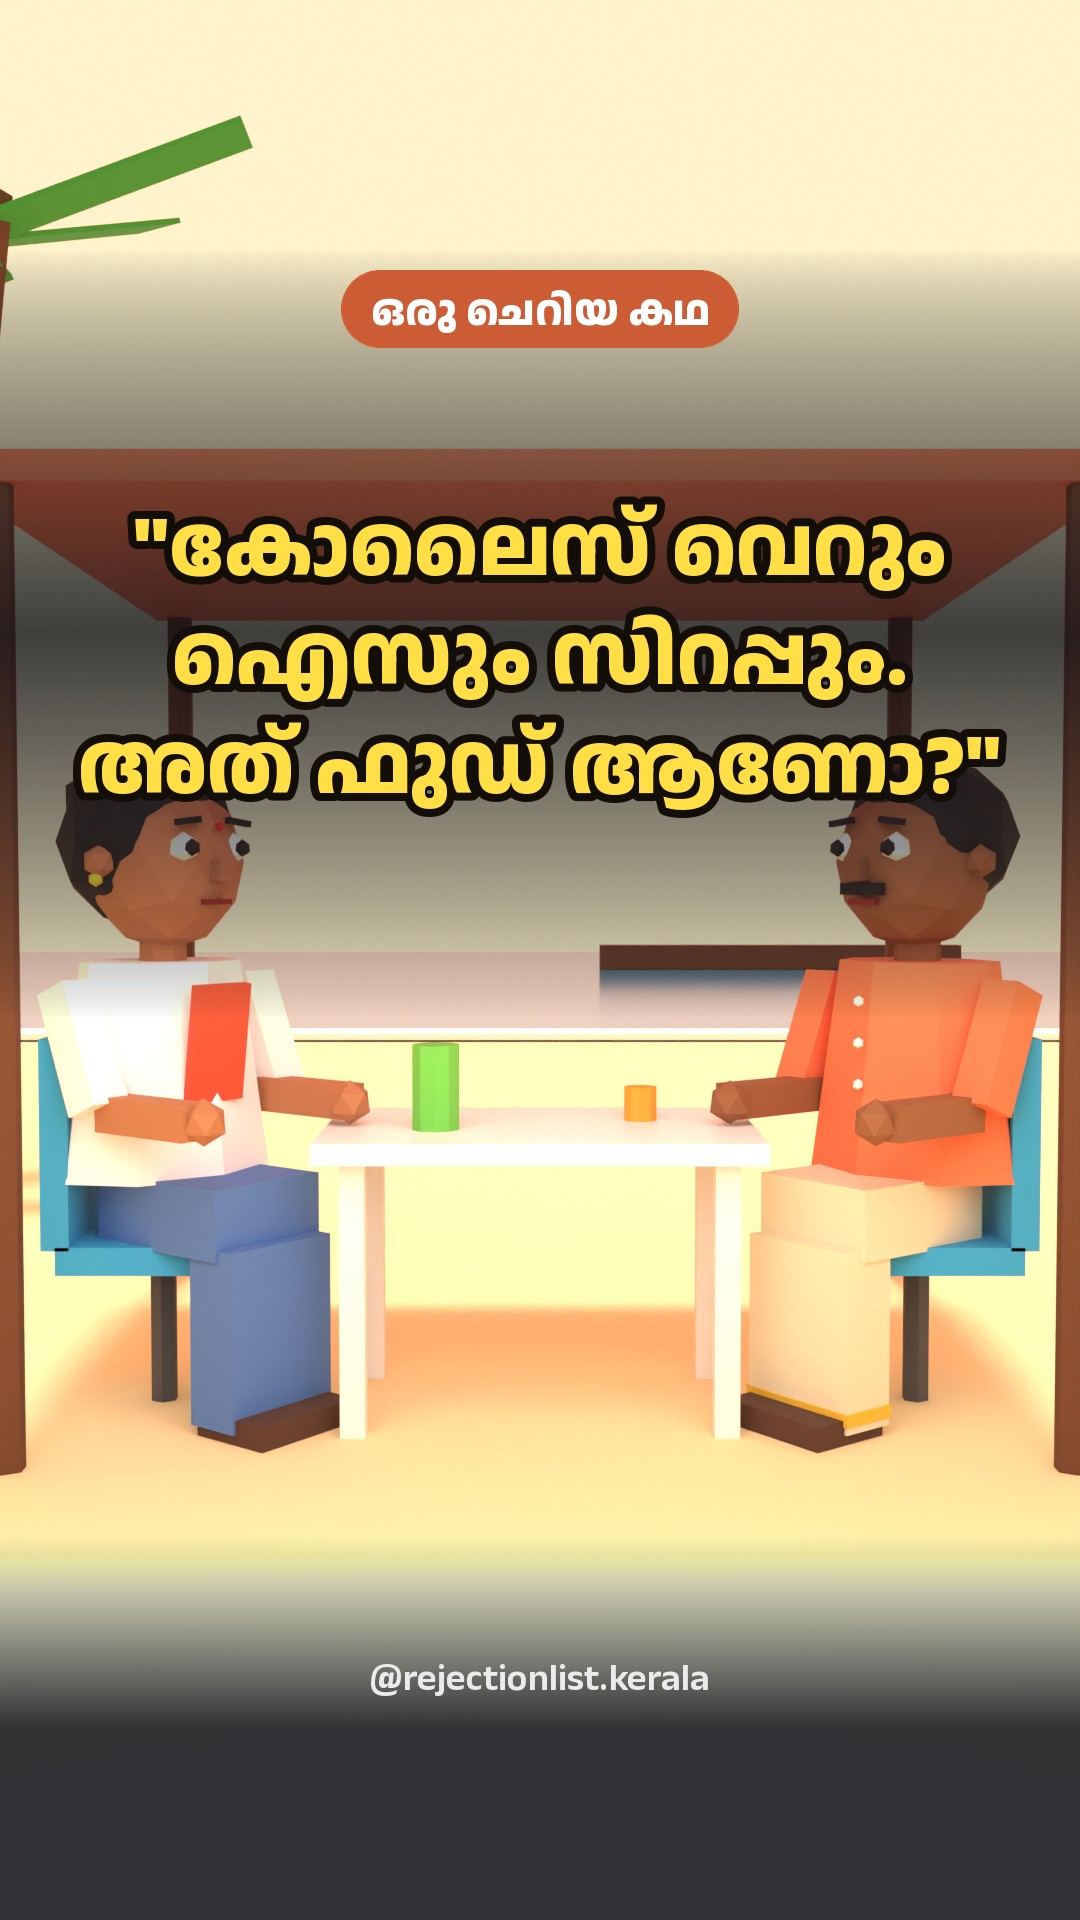 ഒരു ചെറിയ കഥ
"കോലൈസ് വെറും
ഐസും സിറപ്പും.
അത് ഫുഡ് ആണോ?"
@rejectionlist.kerala